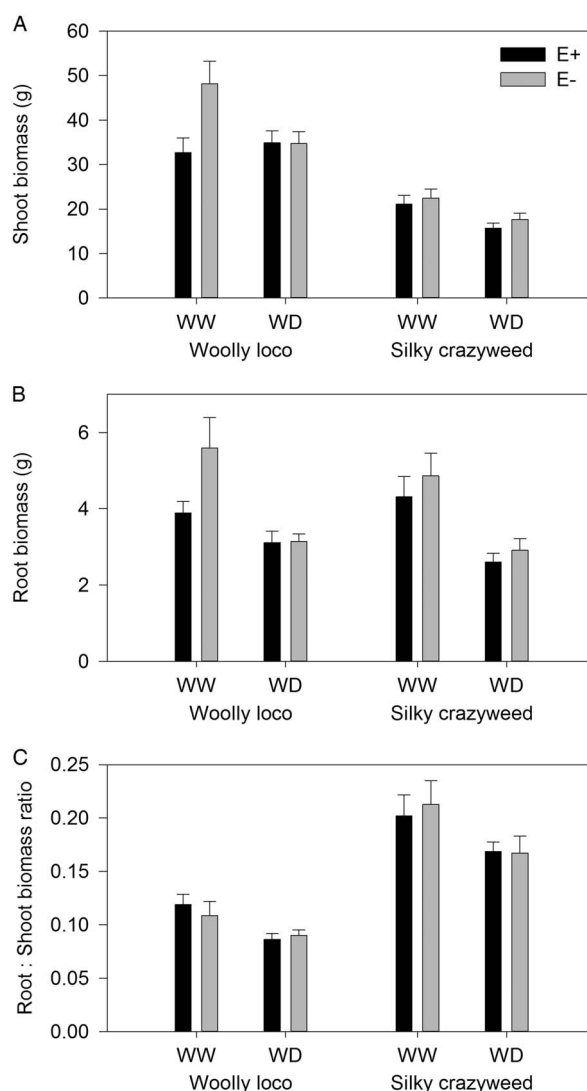 A
Shoot biomass (g)
60
50
40
30
20
10
0
E+
E-
WW
WD
WW
WD
Woolly loco
Silky crazyweed
B
Root biomass (g)
6
4
2
0
WW
WD
WW
WD
Woolly loco
Silky crazyweed
C
Root : Shoot biomass ratio
0.25
0.20
0.15
0.10
0.05
0.00
WW
WD
WW
WD
Woolly loco
Silky crazyweed